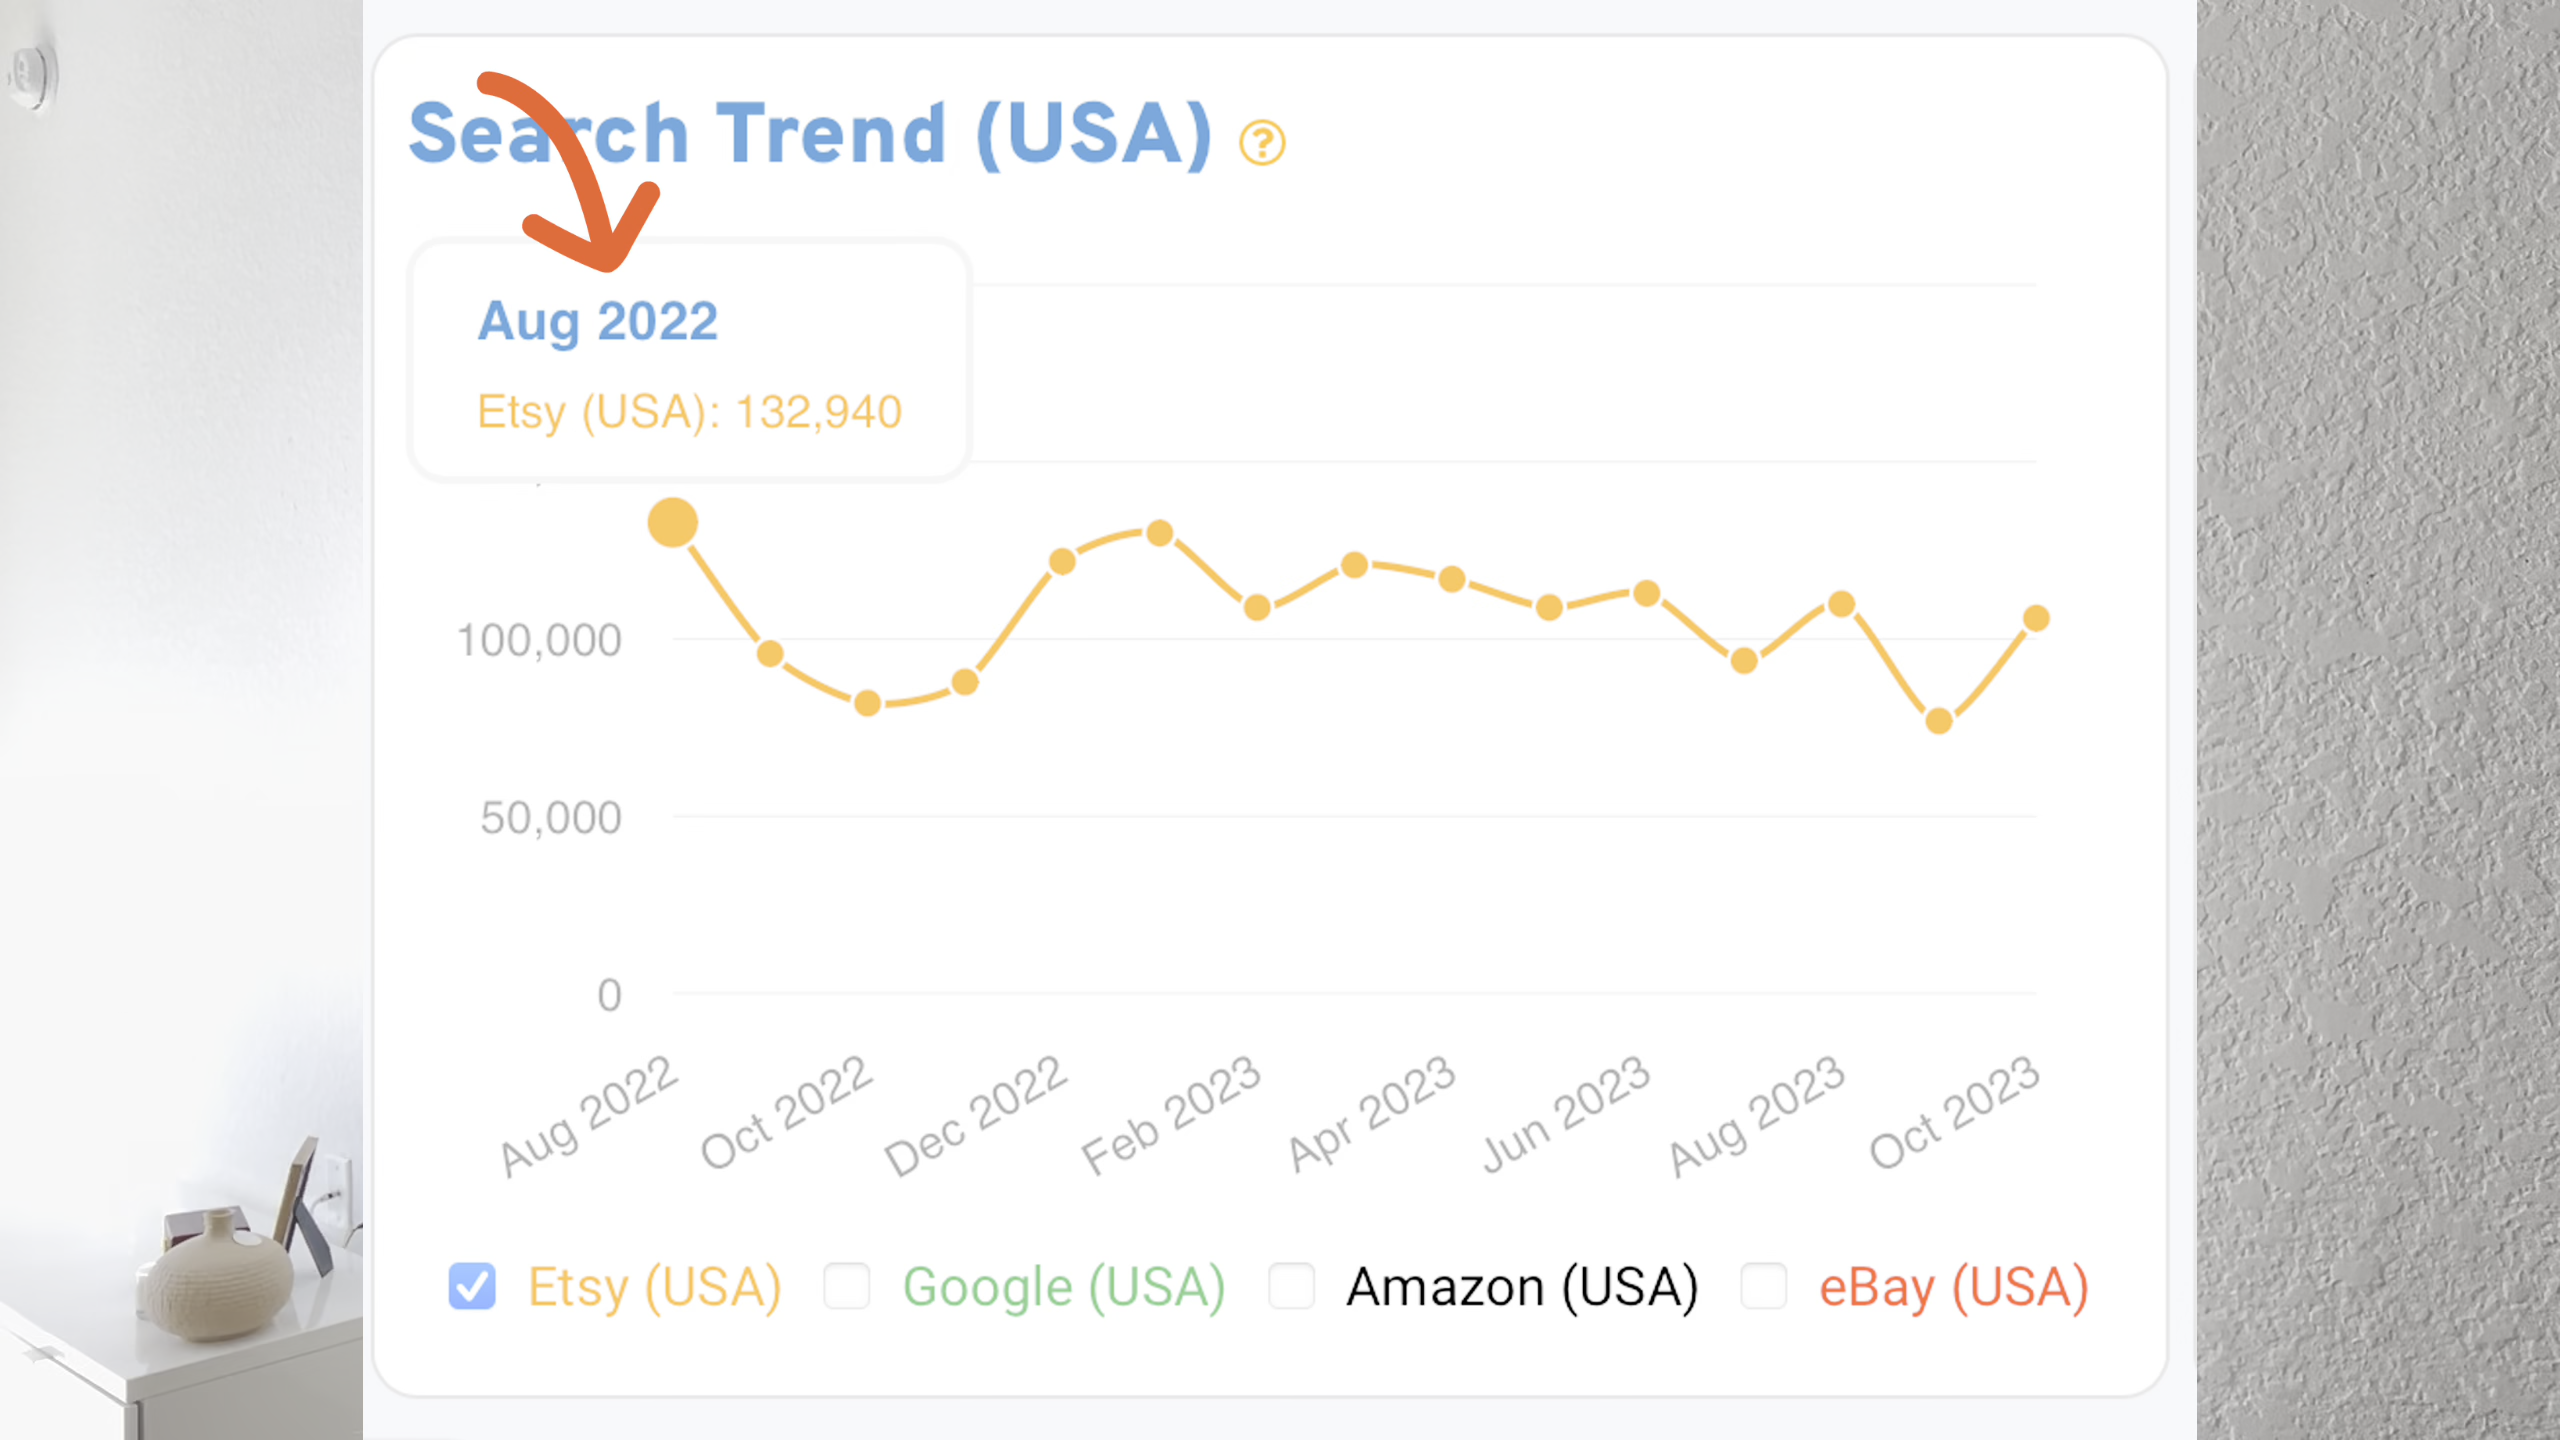 Search Trend (USA) ?
Aug 2022
Etsy (USA): 132,940
100,000
50,000
0
Aug 2022
Oct 2022
Dec 2022
Feb 2023
Apr 2023
Jun 2023
Aug 2023
Oct 2023
Etsy (USA) Google (USA) Amazon (USA) eBay (USA)